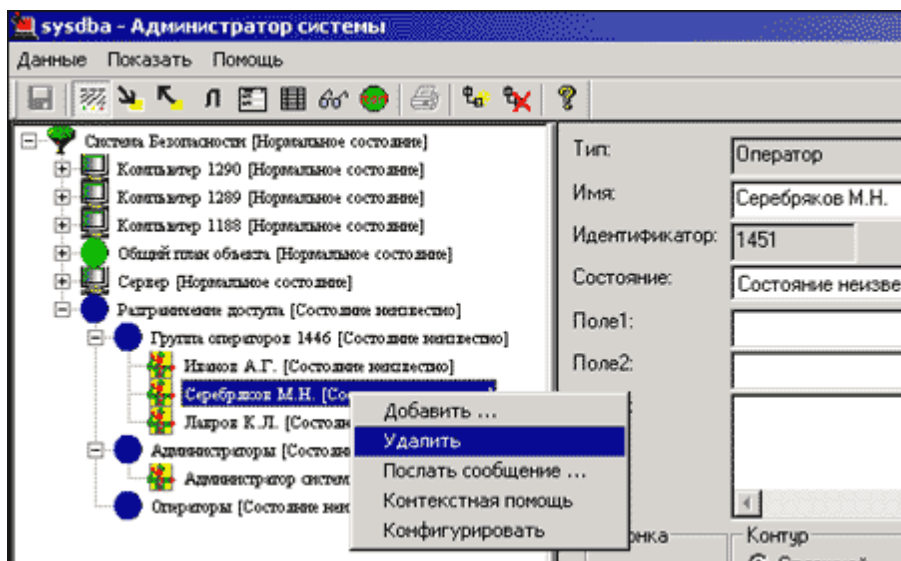 sysdba - Администратор системы
Данные Показать Помощь
Система Безопасности [Нормальное состояние]
Компьютер 1290 [Нормальное состояние]
Компьютер 1289 [Нормальное состояние]
Компьютер 1188 [Нормальное состояние]
Общий план объекта [Нормальное состояние]
Сервер [Нормальное состояние]
Разграничение доступа [Состояние неизвестно]
Группа операторов 1446 [Состояние неизвестно]
Иванов А.Г. [Состояние неизвестно]
Серебряков М.Н. [Со
Лавров К.Л. [Состоян
Администраторы [Состояни
Администратор систем
Операторы [Состояние неи
Добавить ...
Удалить
Послать сообщение ...
Контекстная помощь
Конфигурировать
Тип: Оператор
Имя: Серебряков М.Н.
Идентификатор: 1451
Состояние: Состояние неизве
Поле1:
Поле2:
Контур